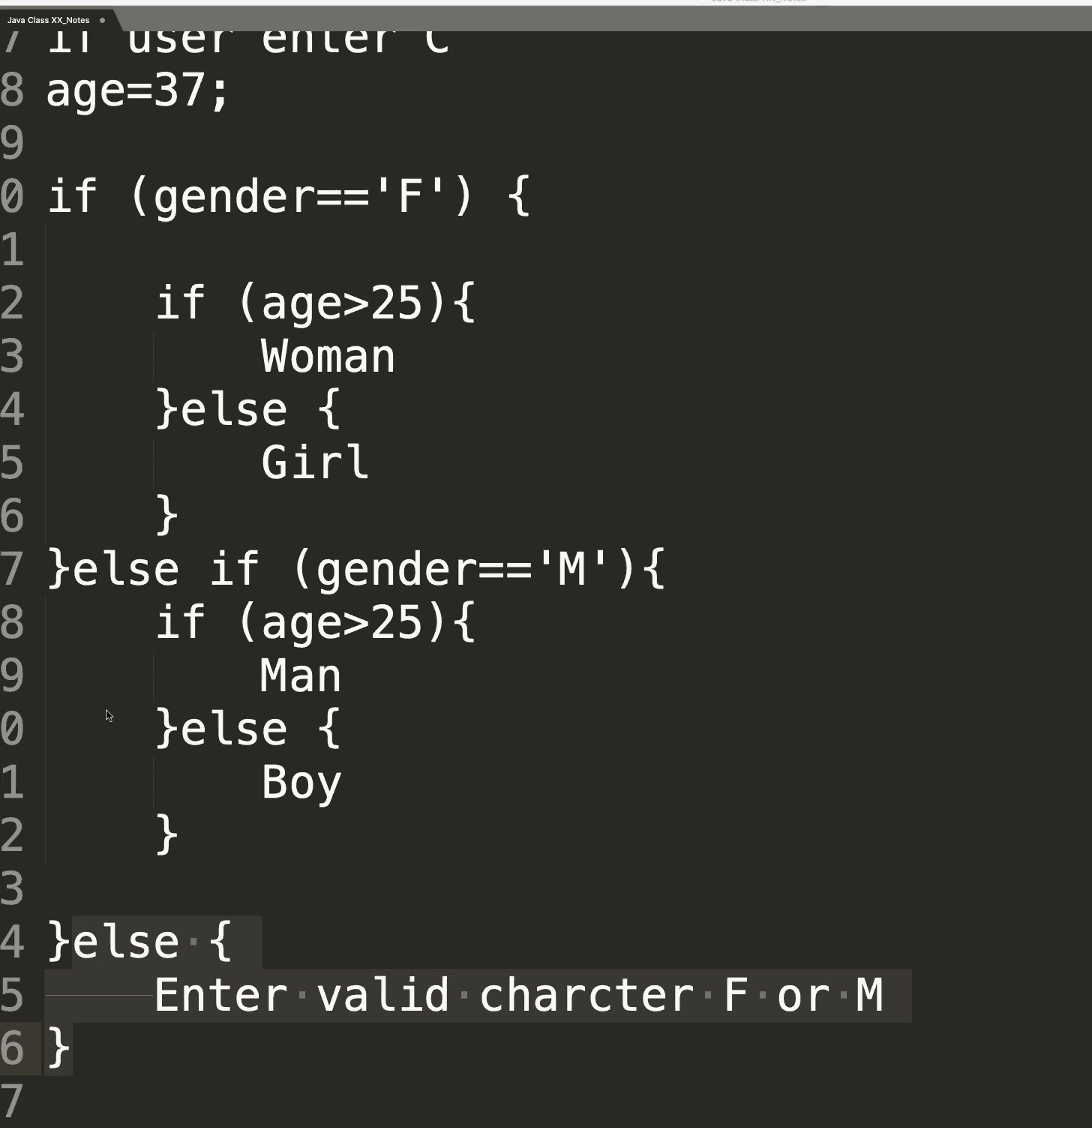 Java Class XX_Notes
7 if user enter C
8 age=37;
9
0 if (gender=='F') {
1
2 if (age>25){
3 Woman
4 }else {
5 Girl
6 }
7 }else if (gender=='M'){
8 if (age>25){
9 Man
0 }else {
1 Boy
2 }
3
4 }else {
5 Enter valid charcter F or M
6 }
7